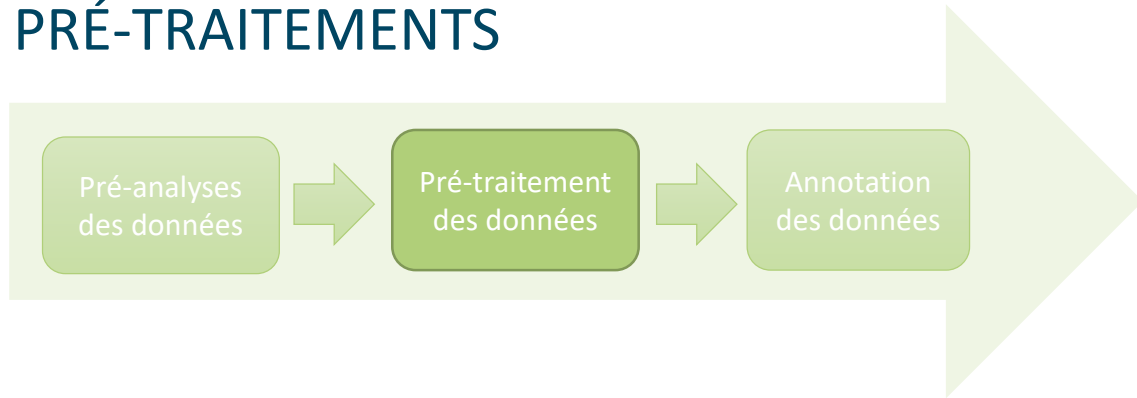 PRÉ-TRAITEMENTS
Pré-analyses
des données
Pré-traitement
des données
Annotation
des données